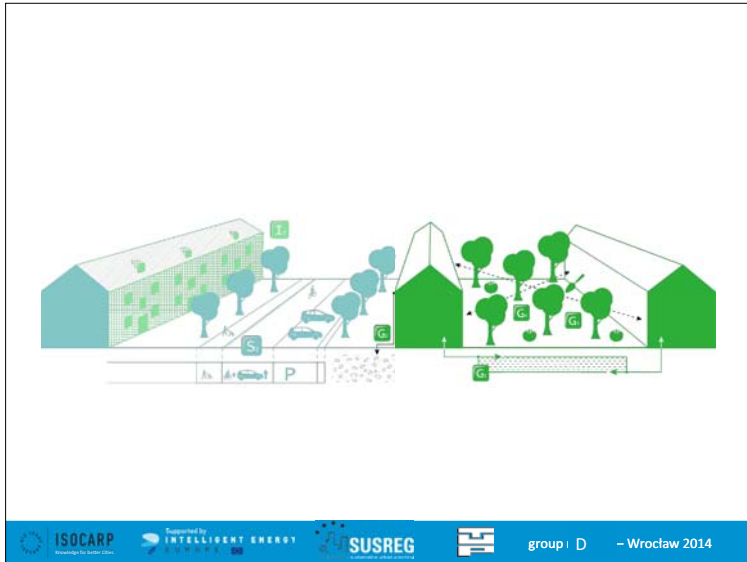 I
S
G
G
G
P
G
ISOCARP
Knowledge for better Cities
Supported by
INTELLIGENT ENERGY
EUROPE
SUSREG
group D – Wrocław 2014